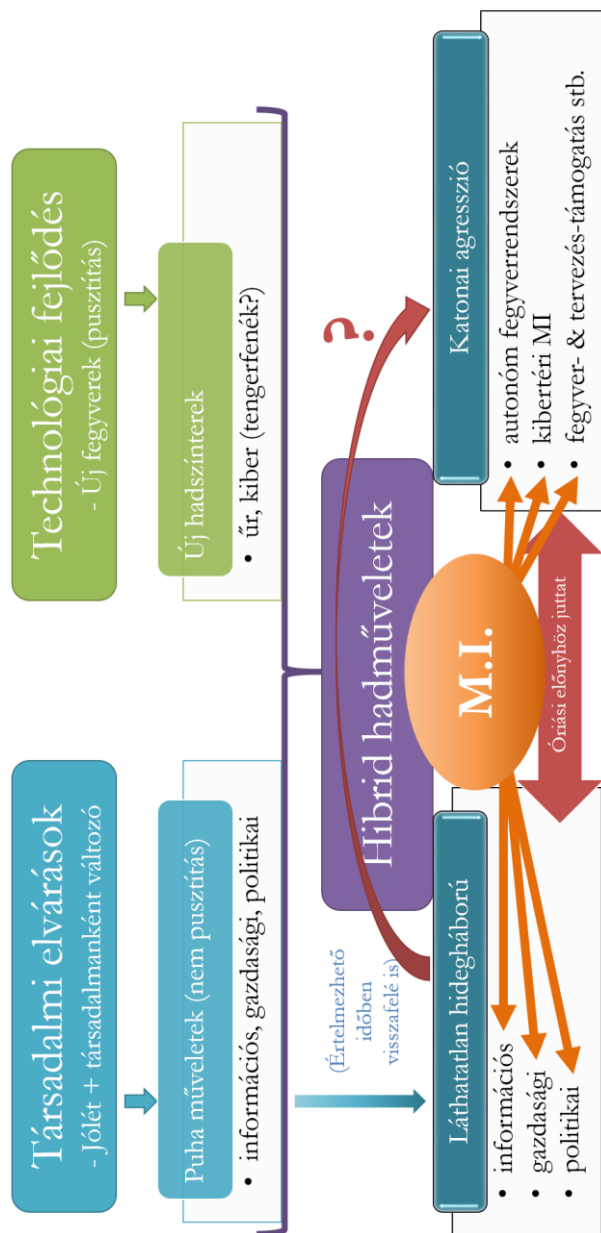 Társadalmi elvárások
- Jólét + társadalmanként változó
Technológiai fejlődés
- Új fegyverek (pusztítás)
Puha műveletek (nem pusztítás)
• információs, gazdasági, politikai
Új hadszínterek
• űr, kiber (tengerfenék?)
(Értelmezhető
időben
visszafelé is)
Hibrid hadműveletek
?
Láthatatlan hidegháború
• információs
• gazdasági
• politikai
M.I.
Óriási előnyhöz juttat
Katonai agresszió
• autonóm fegyverrendszerek
• kibertéri MI
• fegyver- & tervezés-támogatás stb.